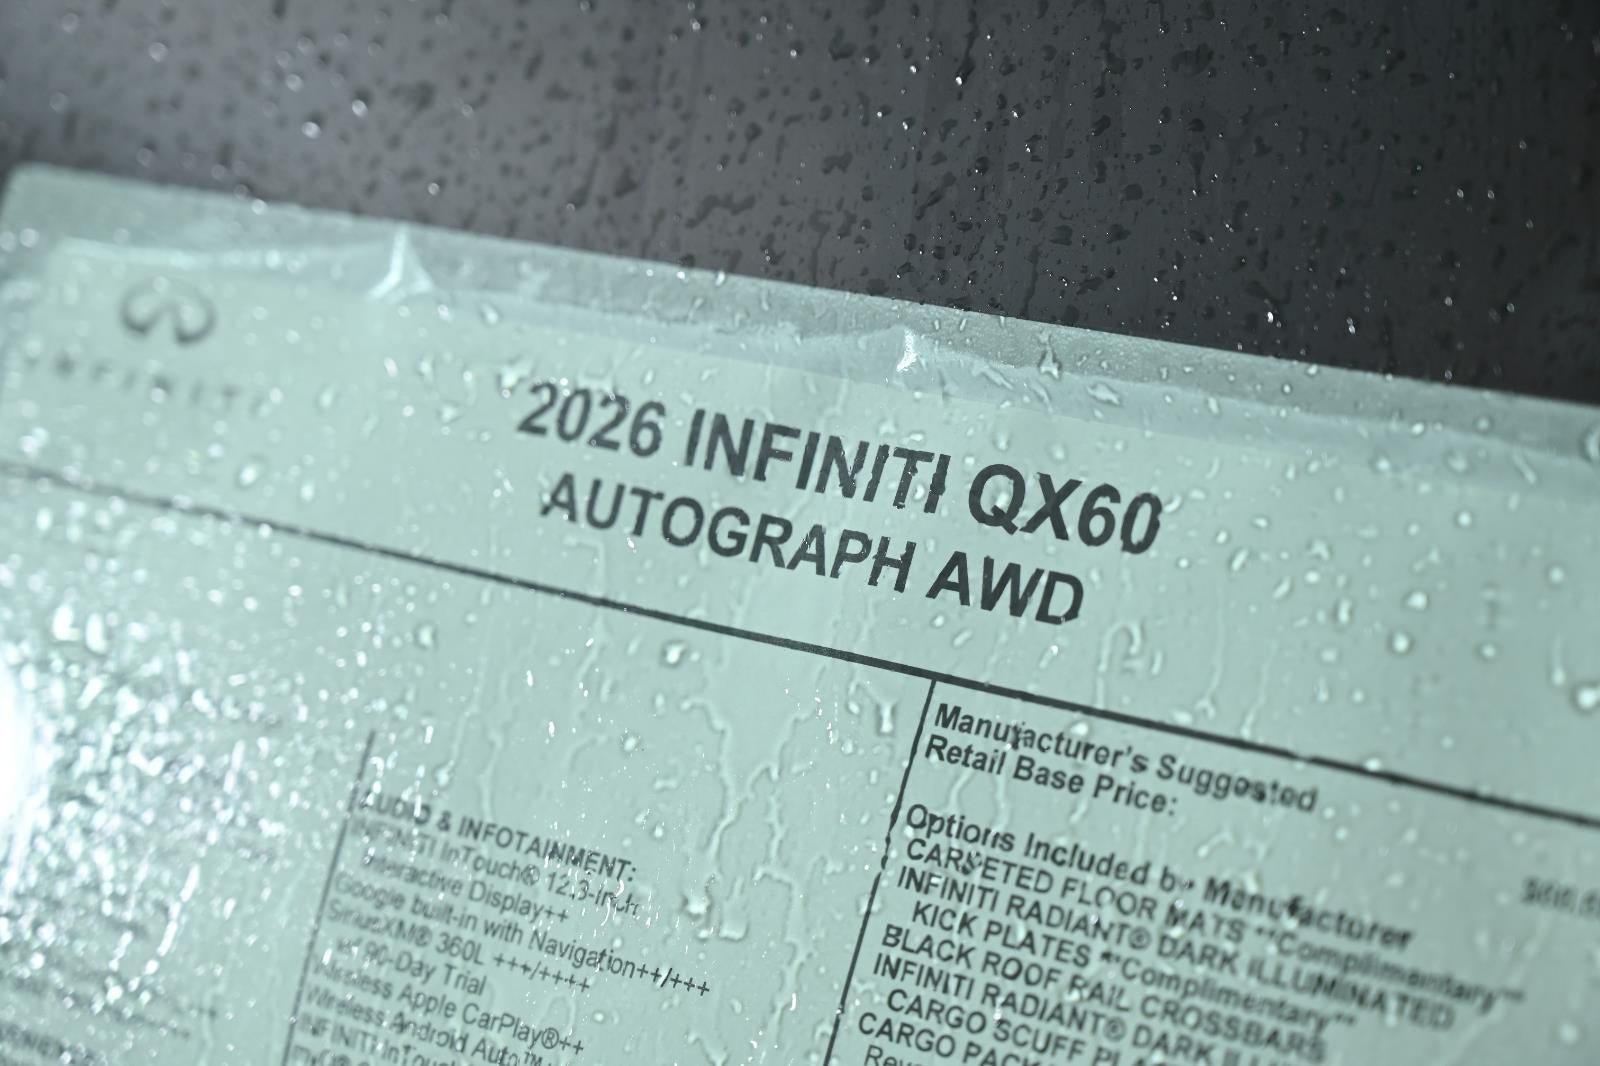 INFINITI
2026 INFINITI QX60
AUTOGRAPH AWD
AUDIO & INFOTAINMENT:
INFINITI InTouch® 12.3-inch
Interactive Display++
Google built-in with Navigation++/+++
SiriusXM® 360L +++/++++
w/ 90-Day Trial
Wireless Apple CarPlay®++
Wireless Android Auto™
INFINITI InTouch
Manufacturer's Suggested
Retail Base Price:
Options Included by Manufacturer
CARPETED FLOOR MATS **Complimentary**
INFINITI RADIANT® DARK ILLUMINATED
KICK PLATES **Complimentary**
BLACK ROOF RAIL CROSSBARS
INFINITI RADIANT® DARK
CARGO SCUFF
CARGO